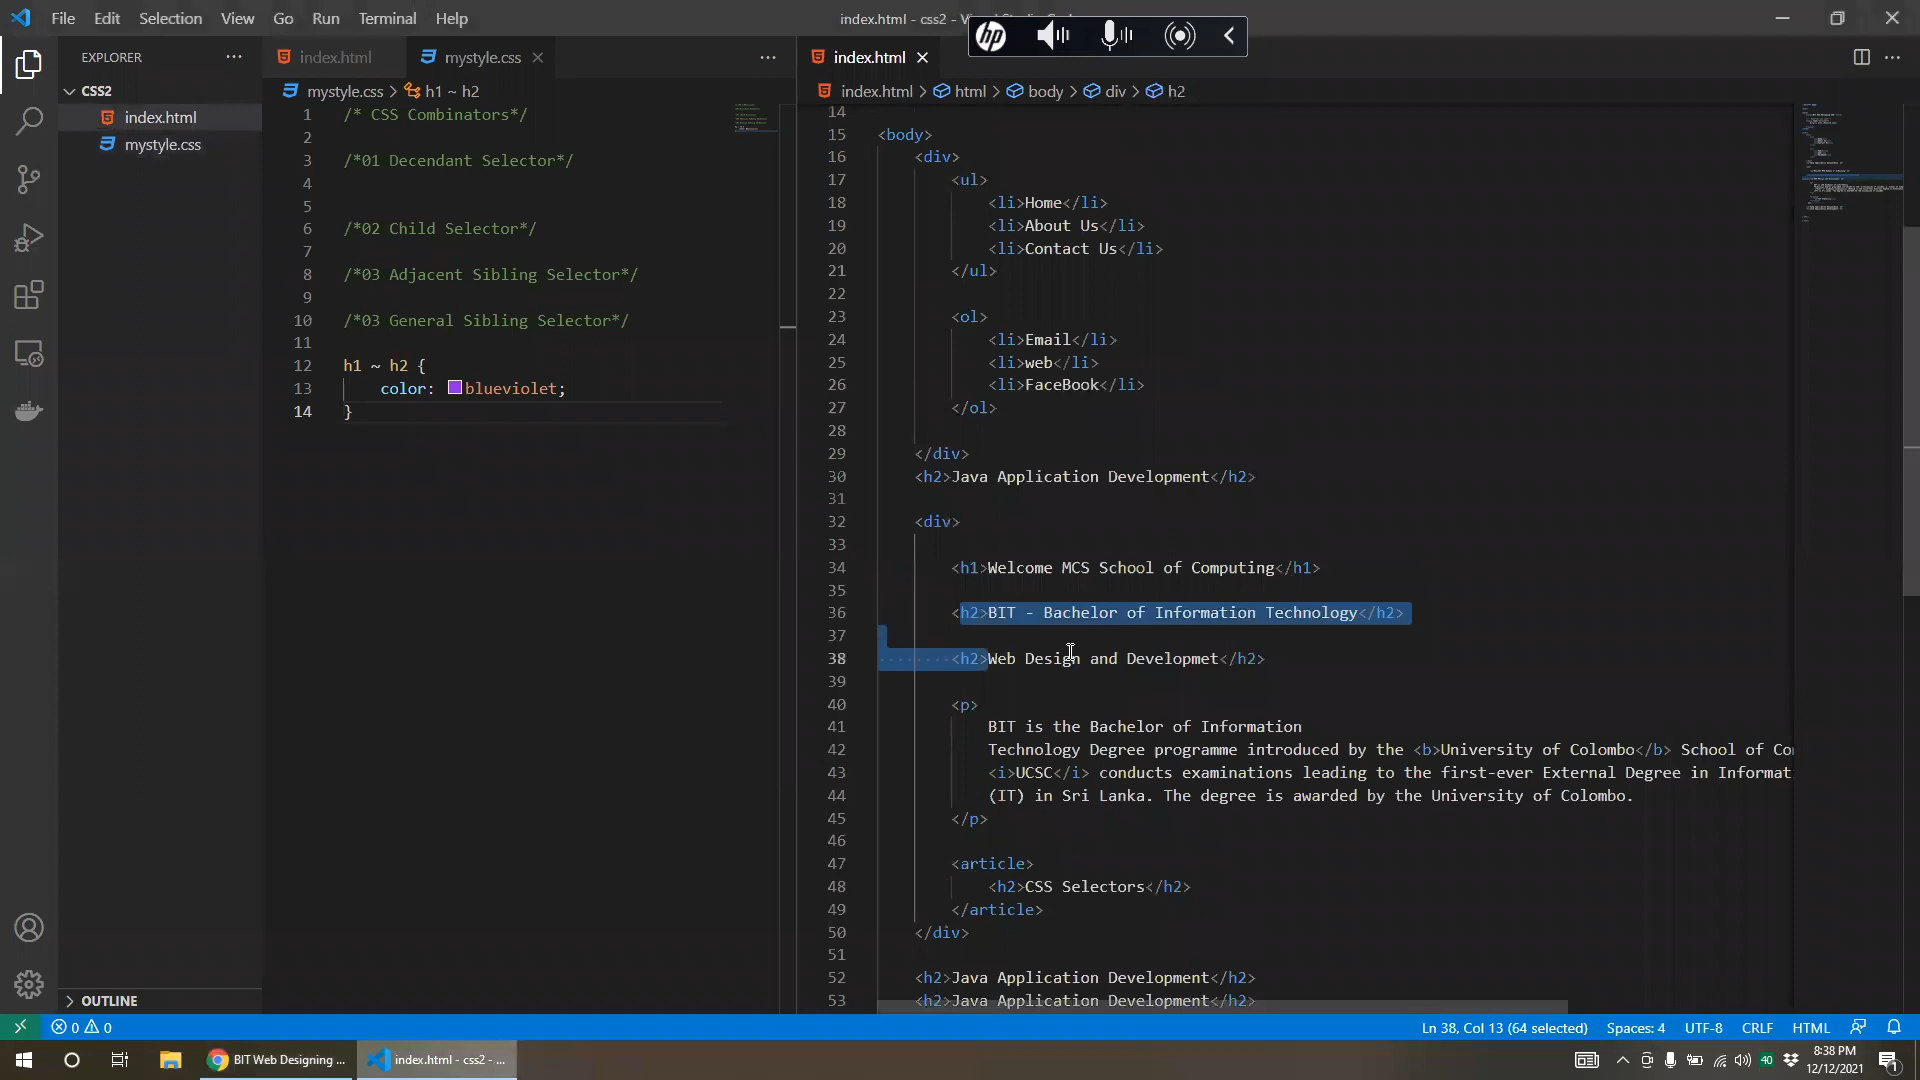 File Edit Selection View Go Run Terminal Help
index.html - css2 -
hp
EXPLORER
CSS2
index.html
mystyle.css
OUTLINE
index.html
mystyle.css
mystyle.css > h1 ~ h2
1 /* CSS Combinators*/
2
3 /*01 Decendant Selector*/
4
5
6 /*02 Child Selector*/
7
8 /*03 Adjacent Sibling Selector*/
9
10 /*03 General Sibling Selector*/
11
12 h1 ~ h2 {
13 color: blueviolet;
14 }
index.html
index.html > html > body > div > h2
14
15 <body>
16 <div>
17 <ul>
18 <li>Home</li>
19 <li>About Us</li>
20 <li>Contact Us</li>
21 </ul>
22
23 <ol>
24 <li>Email</li>
25 <li>web</li>
26 <li>FaceBook</li>
27 </ol>
28
29 </div>
30 <h2>Java Application Development</h2>
31
32 <div>
33
34 <h1>Welcome MCS School of Computing</h1>
35
36 <h2>BIT - Bachelor of Information Technology</h2>
37
38 <h2>Web Design and Developmet</h2>
39
40 <p>
41 BIT is the Bachelor of Information
42 Technology Degree programme introduced by the <b>University of Colombo</b> School of Co
43 <i>UCSC</i> conducts examinations leading to the first-ever External Degree in Informat
44 (IT) in Sri Lanka. The degree is awarded by the University of Colombo.
45 </p>
46
47 <article>
48 <h2>CSS Selectors</h2>
49 </article>
50 </div>
51
52 <h2>Java Application Development</h2>
53 <h2>Java Application Development</h2>
0 0
Ln 38, Col 13 (64 selected) Spaces: 4 UTF-8 CRLF HTML
BIT Web Designing ...
index.html - css2 - ...
40
8:38 PM
12/12/2021
1